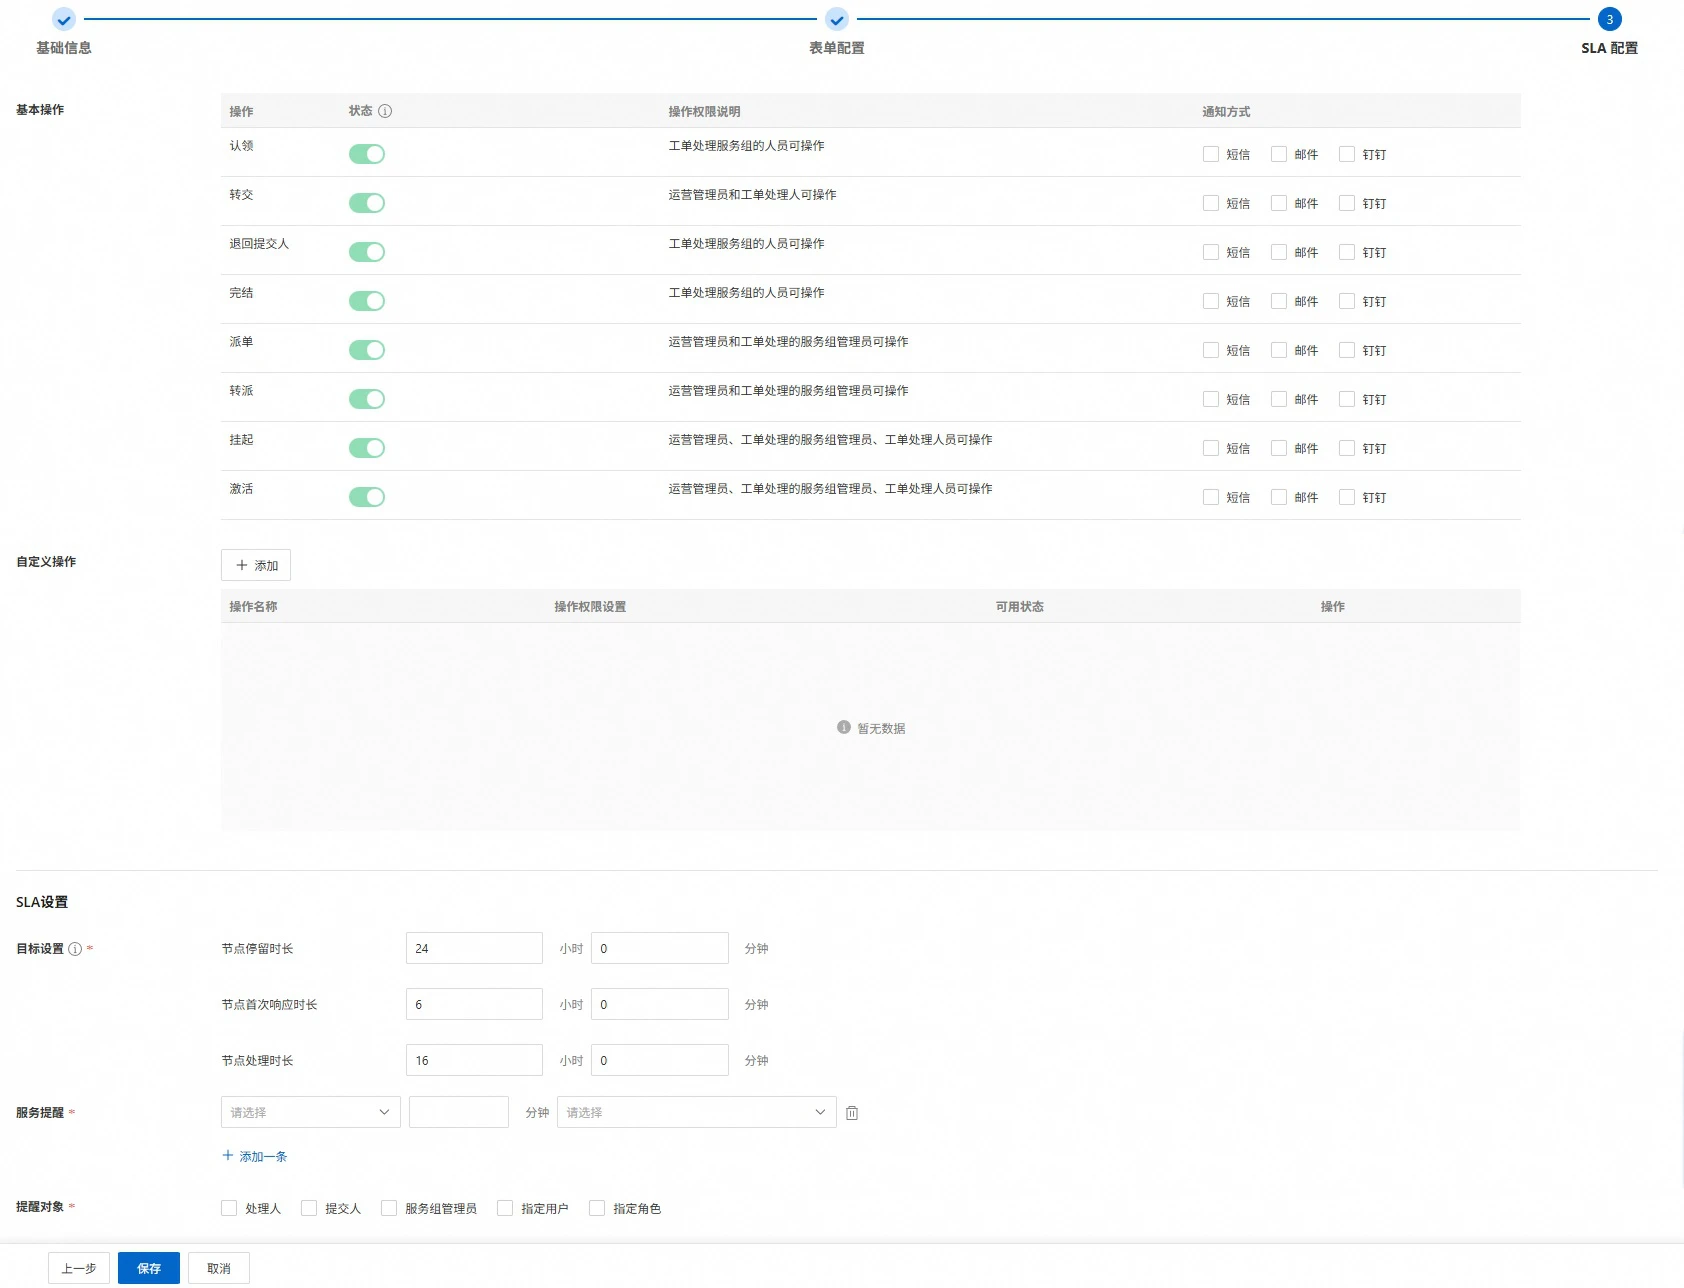 3
基础信息 表单配置 SLA 配置
基本操作
操作 状态 操作权限说明 通知方式
认领 工单处理服务组的人员可操作 短信 邮件 钉钉
转交 运营管理员和工单处理人可操作 短信 邮件 钉钉
退回提交人 工单处理服务组的人员可操作 短信 邮件 钉钉
完结 工单处理服务组的人员可操作 短信 邮件 钉钉
派单 运营管理员和工单处理的服务组管理员可操作 短信 邮件 钉钉
转派 运营管理员和工单处理的服务组管理员可操作 短信 邮件 钉钉
挂起 运营管理员、工单处理的服务组管理员、工单处理人员可操作 短信 邮件 钉钉
激活 运营管理员、工单处理的服务组管理员、工单处理人员可操作 短信 邮件 钉钉
自定义操作 + 添加
操作名称 操作权限设置 可用状态 操作
暂无数据
SLA设置
目标设置 * 节点停留时长 24 小时 0 分钟
节点首次响应时长 6 小时 0 分钟
节点处理时长 16 小时 0 分钟
服务提醒 * 请选择 分钟 请选择
+ 添加一条
提醒对象 * 处理人 提交人 服务组管理员 指定用户 指定角色
上一步 保存 取消